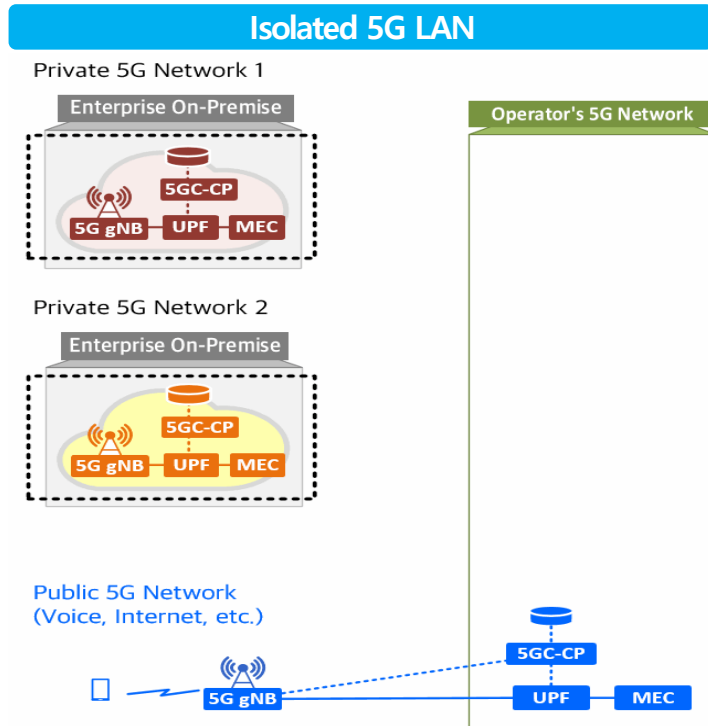 Isolated 5G LAN
Private 5G Network 1
Enterprise On-Premise
Operator's 5G Network
5GC-CP
5G gNB
UPF
MEC
Private 5G Network 2
Enterprise On-Premise
5GC-CP
5G gNB
UPF
MEC
Public 5G Network
(Voice, Internet, etc.)
5GC-CP
5G gNB
UPF
MEC